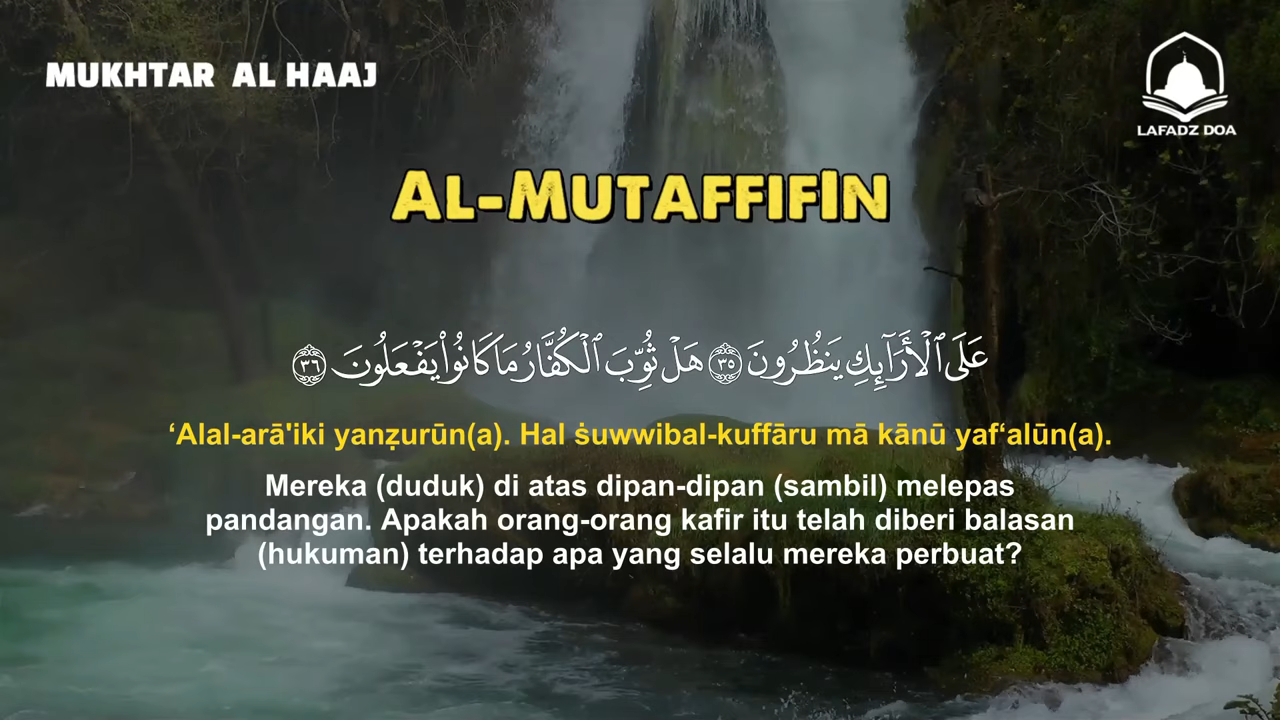 MUKHTAR AL HAAJ
LAFADZ DOA
AL-MUTAFFIFIN
عَلَى ٱلْأَرَآئِكِ يَنظُرُونَ ٣٥ هَلْ ثُوِّبَ ٱلْكُفَّارُ مَا كَانُوا۟ يَفْعَلُونَ ٣٦
‘Alal-arā'iki yanẓurūn(a). Hal ṡuwwibal-kuffāru mā kānū yaf‘alūn(a).
Mereka (duduk) di atas dipan-dipan (sambil) melepas
pandangan. Apakah orang-orang kafir itu telah diberi balasan
(hukuman) terhadap apa yang selalu mereka perbuat?